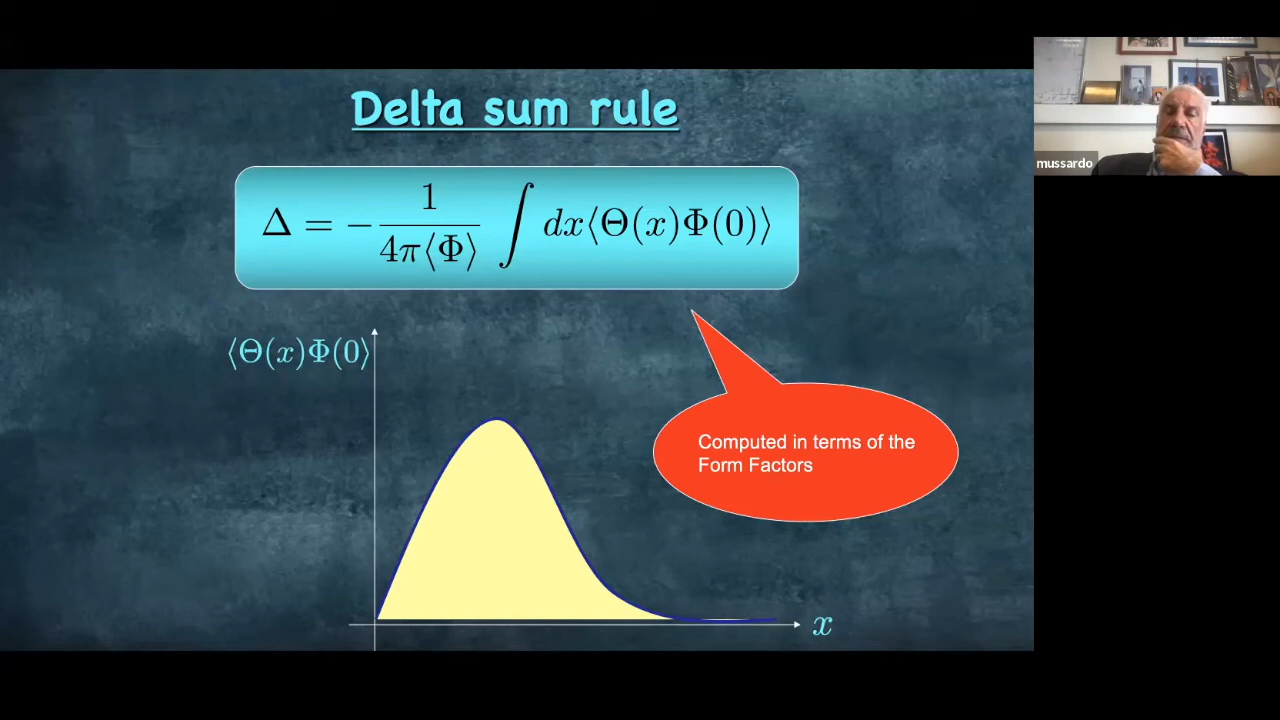 Delta sum rule
Δ = − 1/(4π⟨Φ⟩) ∫ dx⟨Θ(x)Φ(0)⟩
⟨Θ(x)Φ(0⟩
Computed in terms of the
Form Factors
x
mussardo